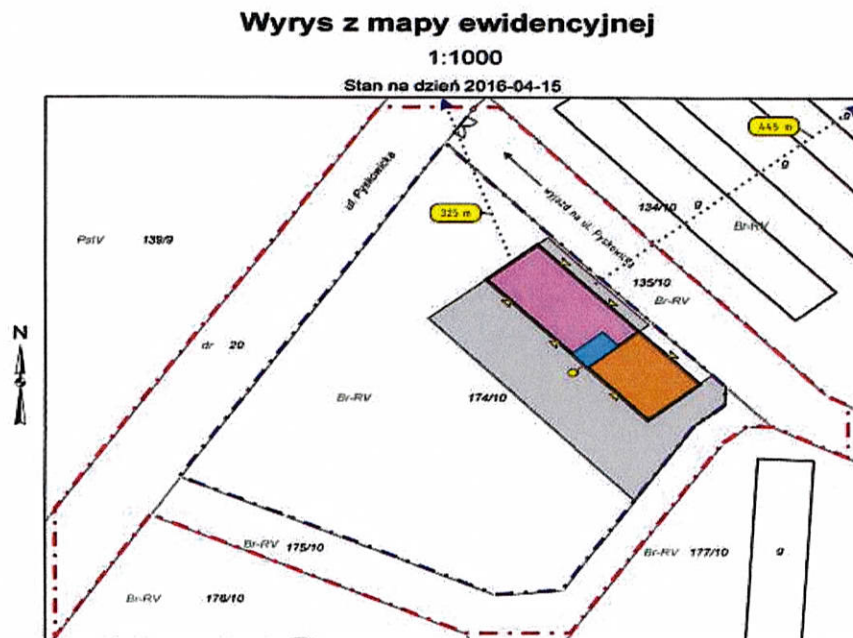 Wyrys z mapy ewidencyjnej
1:1000
Stan na dzień 2016-04-15
445 m
g
g
ul. Pyskowicka
wyjazd na ul. Pyskowicką
134/10
g
Br-RV
325 m
PsIV 139/9
135/10
Br-RV
N
dr 20
Br-RV
174/10
Br-RV 175/10
Br-RV 177/10
g
Br-RV 176/10